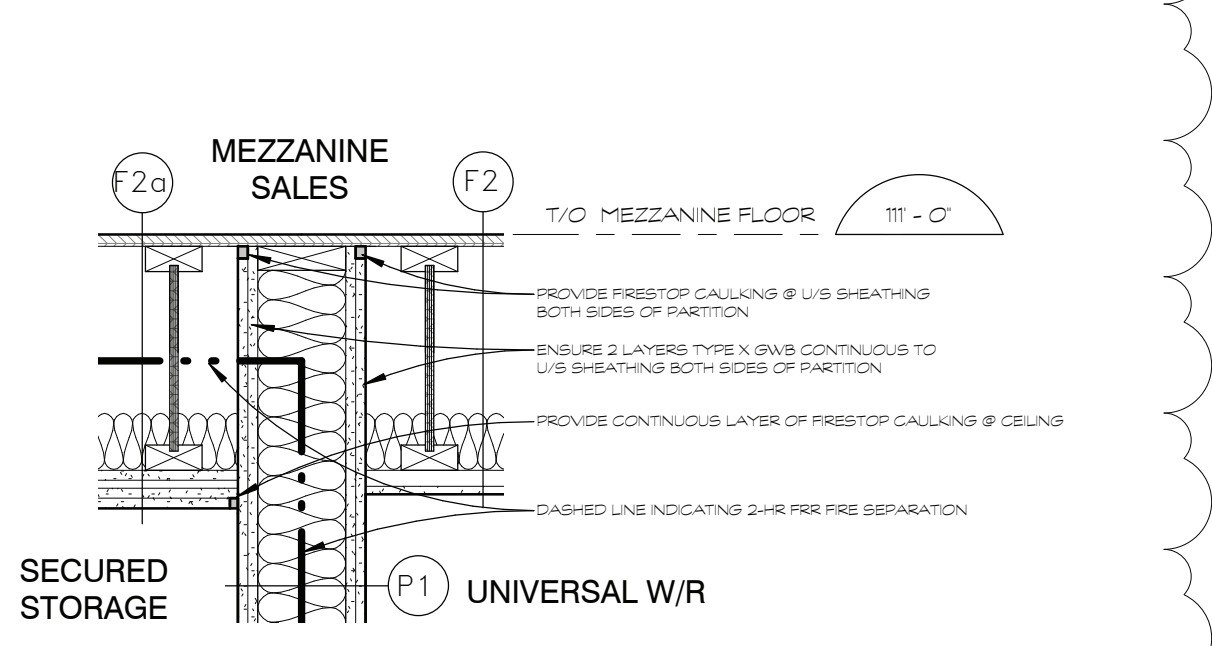 MEZZANINE
SALES
F2a
F2
T/O MEZZANINE FLOOR
111' - 0"
PROVIDE FIRESTOP CAULKING @ U/S SHEATHING
BOTH SIDES OF PARTITION
ENSURE 2 LAYERS TYPE X GWB CONTINUOUS TO
U/S SHEATHING BOTH SIDES OF PARTITION
PROVIDE CONTINUOUS LAYER OF FIRESTOP CAULKING @ CEILING
DASHED LINE INDICATING 2-HR FRR FIRE SEPARATION
SECURED
STORAGE
P1
UNIVERSAL W/R